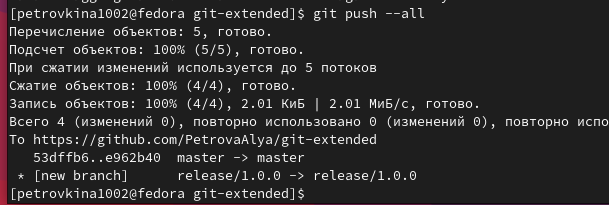 [petrovkina1002@fedora git-extended]$ git push --all
Перечисление объектов: 5, готово.
Подсчет объектов: 100% (5/5), готово.
При сжатии изменений используется до 5 потоков
Сжатие объектов: 100% (4/4), готово.
Запись объектов: 100% (4/4), 2.01 КиБ | 2.01 МиБ/с, готово.
Всего 4 (изменений 0), повторно использовано 0 (изменений 0), повторно испо
To https://github.com/PetrovaAlya/git-extended
   53dffb6..e962b40  master -> master
 * [new branch]      release/1.0.0 -> release/1.0.0
[petrovkina1002@fedora git-extended]$